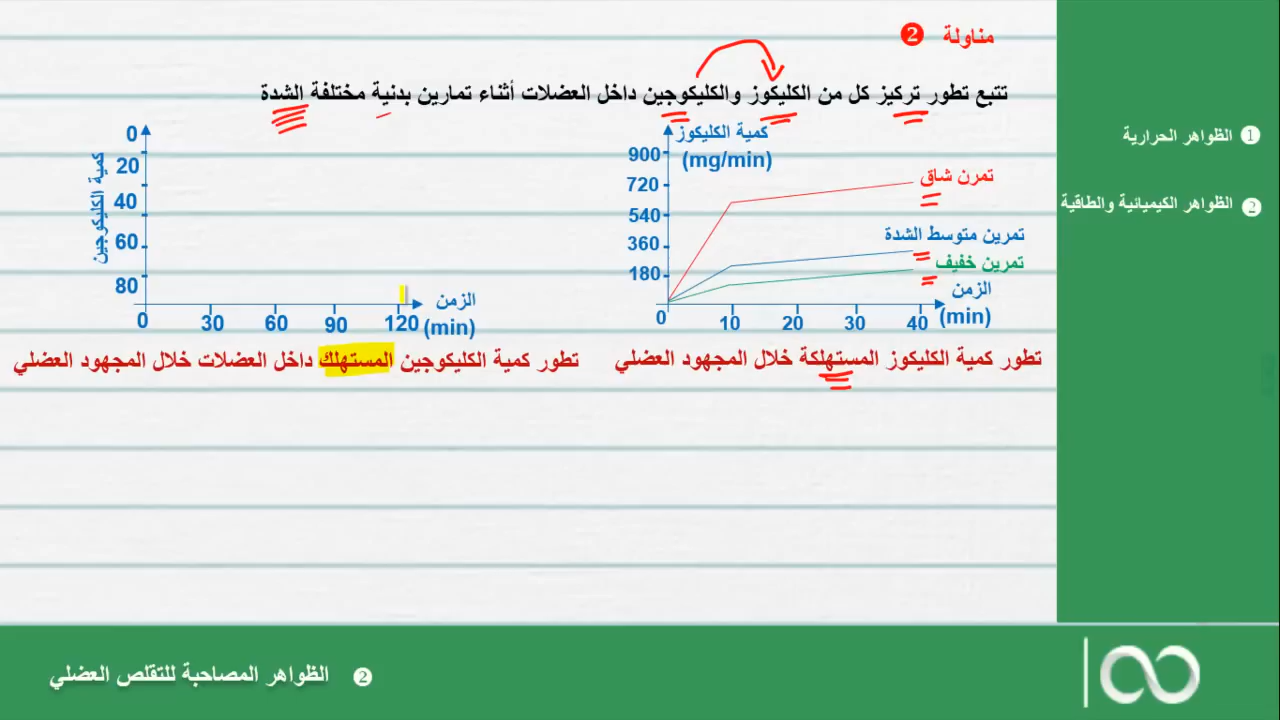 مناولة ❷
تتبع تطور تركيز كل من الكليكوز والكليكوجين داخل العضلات أثناء تمارين بدنية مختلفة الشدة
كمية الكليكوز
(mg/min)
900
720
540
360
180
0
10
20
30
40
الزمن
(min)
تمرن شاق
تمرين متوسط الشدة
تمرين خفيف
تطور كمية الكليكوز المستهلكة خلال المجهود العضلي
كمية الكليكوجين
0
20
40
60
80
0
30
60
90
120
الزمن
(min)
تطور كمية الكليكوجين المستهلك داخل العضلات خلال المجهود العضلي
❶ الظواهر الحرارية
❷ الظواهر الكيميائية والطاقية
❷ الظواهر المصاحبة للتقلص العضلي